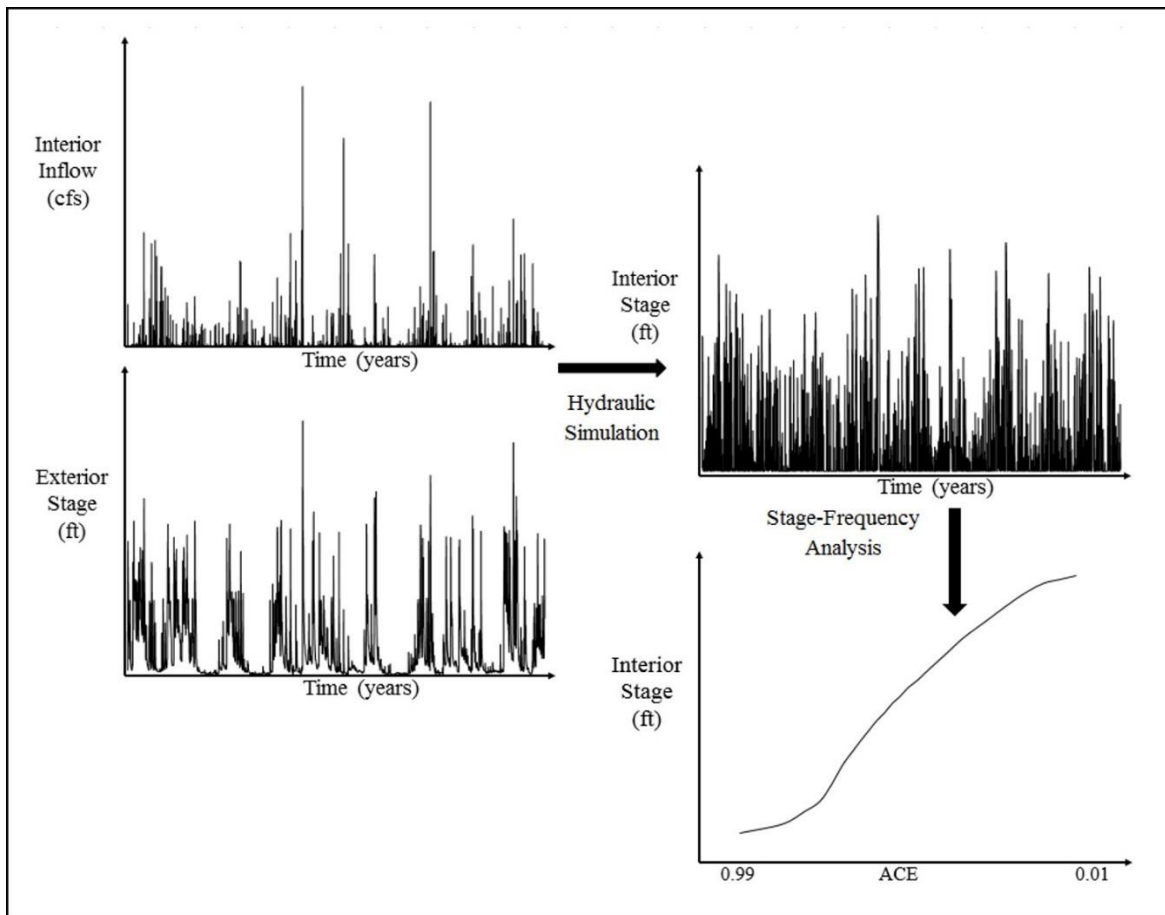 Interior
Inflow
(cfs)
Time (years)
Exterior
Stage
(ft)
Time (years)
Hydraulic
Simulation
Interior
Stage
(ft)
Time (years)
Stage-Frequency
Analysis
Interior
Stage
(ft)
0.99 ACE 0.01